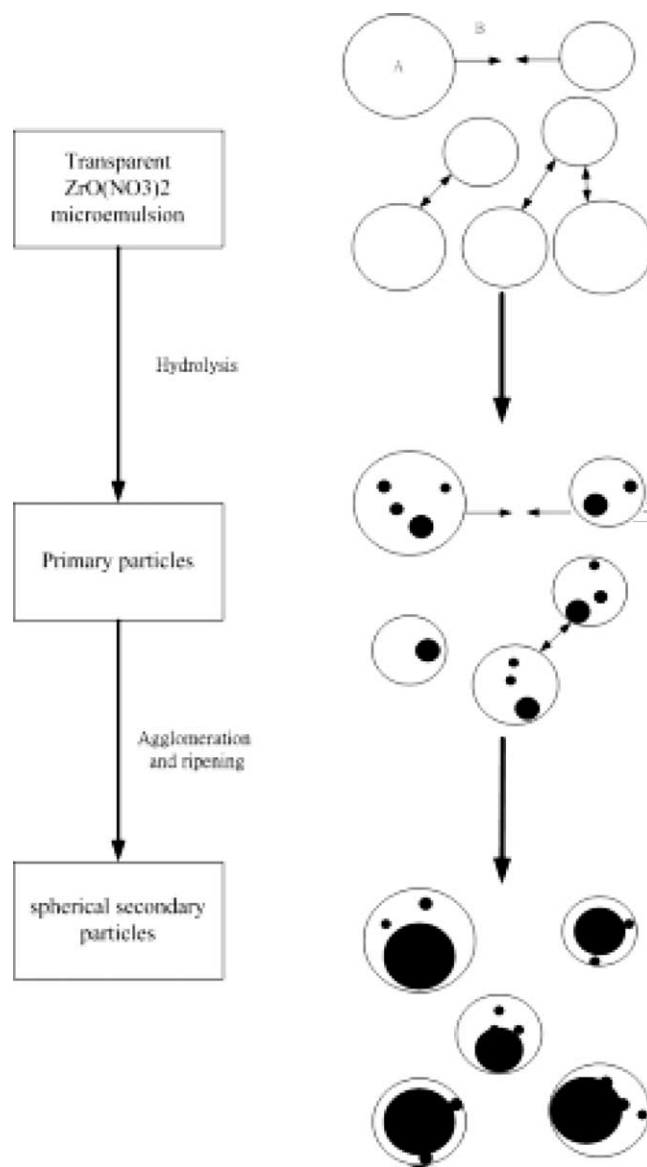 B
A
Transparent
ZrO(NO3)2
microemulsion
Hydrolysis
Primary particles
Agglomeration
and ripening
spherical secondary
particles